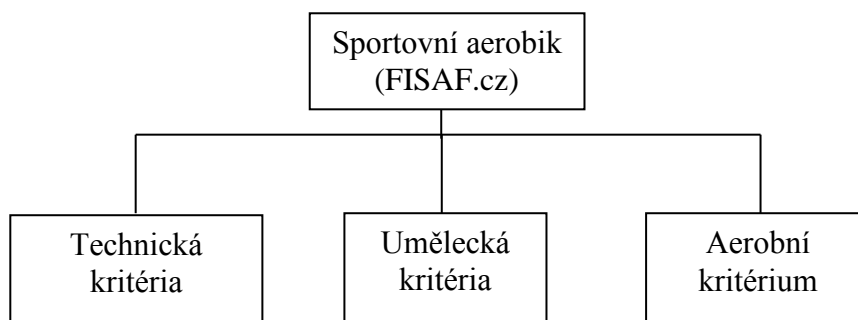 Sportovní aerobik
(FISAF.cz)
Technická
kritéria
Umělecká
kritéria
Aerobní
kritérium